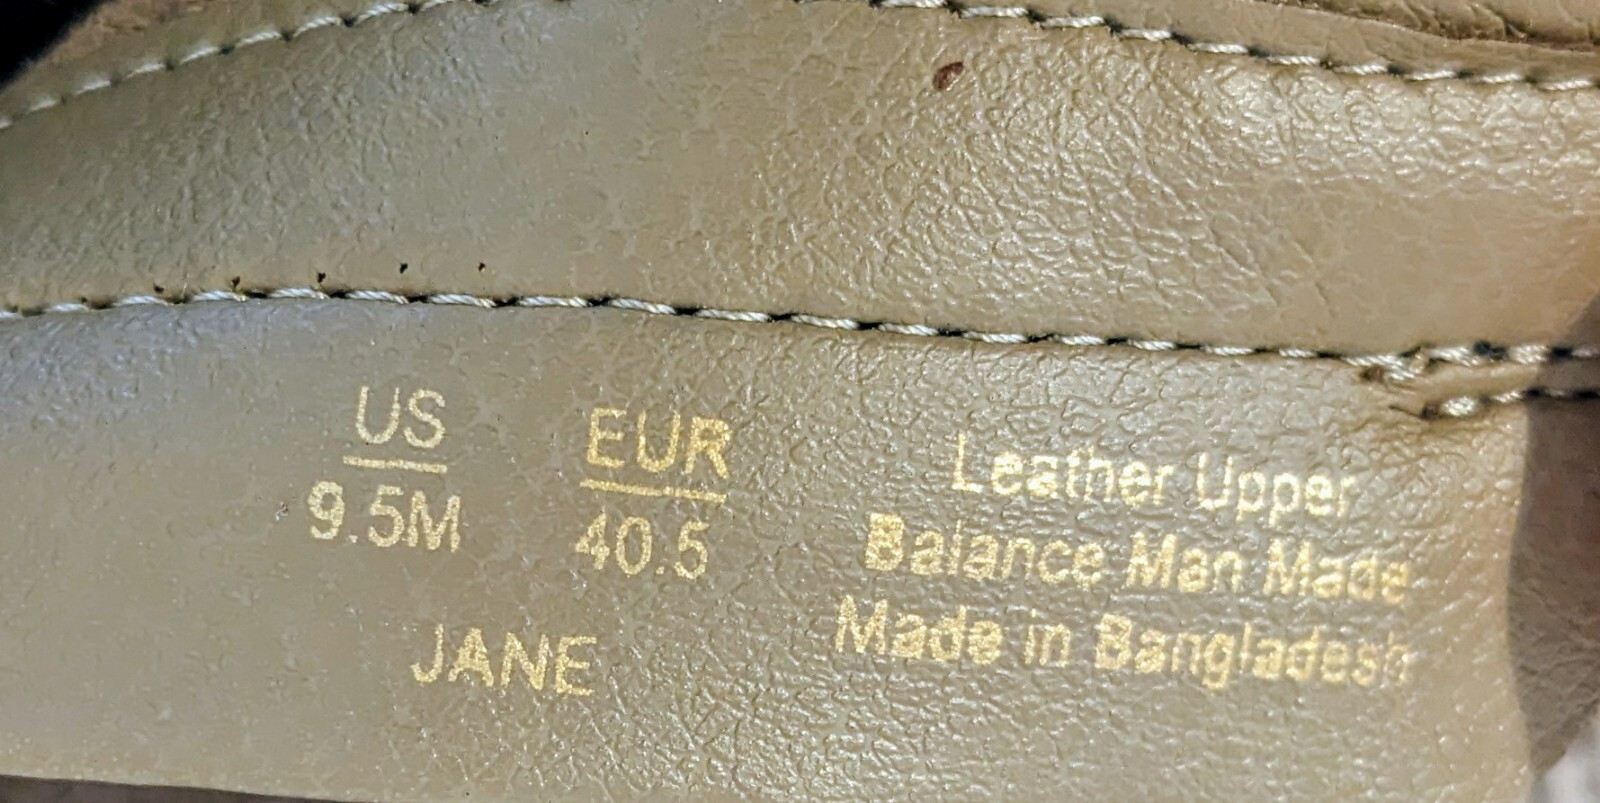 US
9.5M
EUR
40.5
JANE
Leather Upper
Balance Man Made
Made in Bangladesh